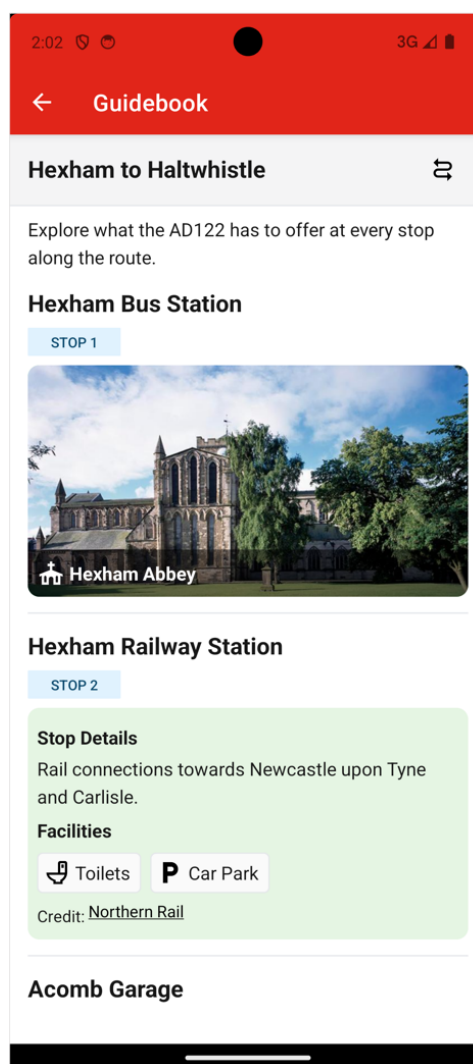 2:02
3G
Guidebook
Hexham to Haltwhistle
Explore what the AD122 has to offer at every stop
along the route.
Hexham Bus Station
STOP 1
Hexham Abbey
Hexham Railway Station
STOP 2
Stop Details
Rail connections towards Newcastle upon Tyne
and Carlisle.
Facilities
Toilets
P Car Park
Credit: Northern Rail
Acomb Garage